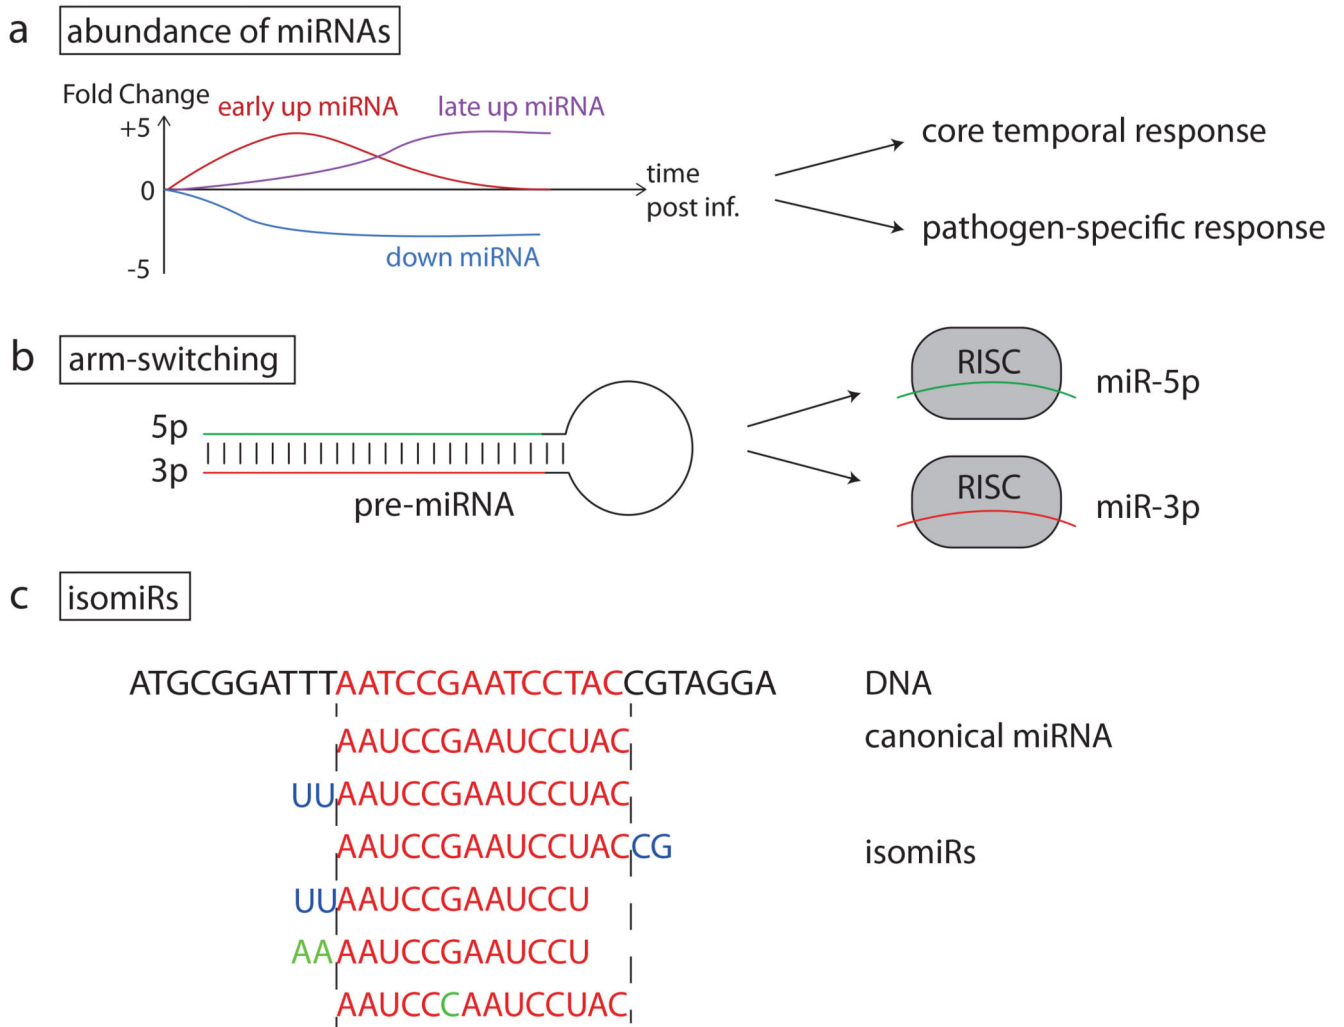 a abundance of miRNAs
Fold Change
early up miRNA
late up miRNA
+5
0
-5
down miRNA
time
post inf.
core temporal response
pathogen-specific response
b arm-switching
5p
3p
pre-miRNA
RISC
miR-5p
RISC
miR-3p
c isomiRs
ATGCGGATTTAATCCGAATCCTACCGTAGGA DNA
AAUCCGAAUCCUAC canonical miRNA
UUAAUCCGAAUCCUAC
AAUCCGAAUCCUACCG isomiRs
UUAAUCCGAAUCCU
AAAAUCCGAAUCCU
AAUCCCAAUCCUAC